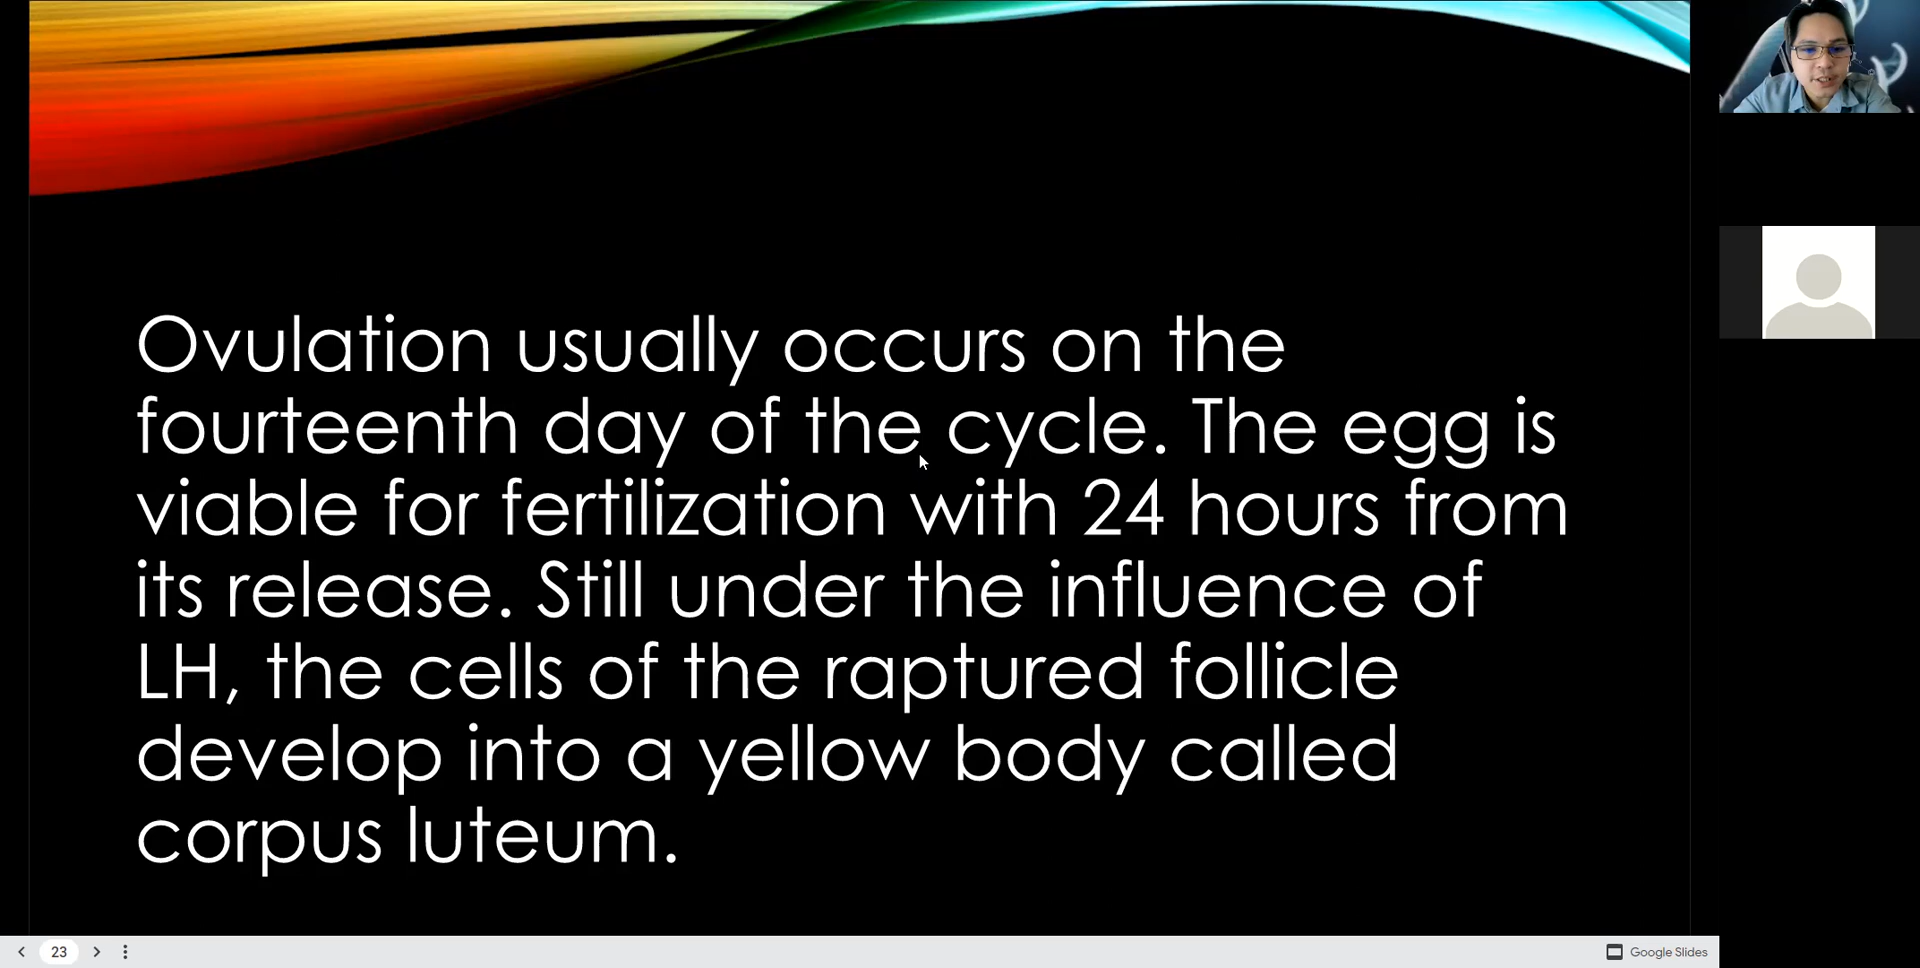 Ovulation usually occurs on the
fourteenth day of the cycle. The egg is
viable for fertilization with 24 hours from
its release. Still under the influence of
LH, the cells of the raptured follicle
develop into a yellow body called
corpus luteum.
23
Google Slides